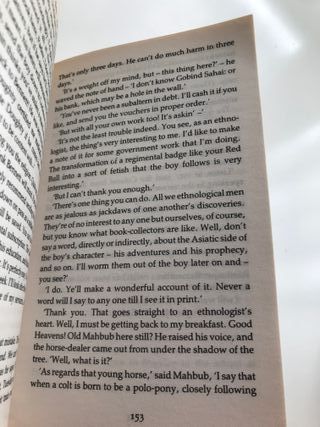 That's only three days. He can't do much harm in three
days.'
'It's a weight off my mind, but – this thing here?' – he
waved the note of hand – 'I don't know Gobind Sahai: or
his bank, which may be a hole in the wall.'
'You've never been a subaltern in debt. I'll cash it if you
like, and send you the vouchers in proper order.'
'But with all your own work too! It's askin' –'
'It's not the least trouble indeed. You see, as an ethno-
logist, the thing's very interesting to me. I'd like to make
a note of it for some government work that I'm doing.
The transformation of a regimental badge like your Red
Bull into a sort of fetish that the boy follows is very
interesting.'
'But I can't thank you enough.'
'There's one thing you can do. All we ethnological men
are as jealous as jackdaws of one another's discoveries.
They're of no interest to any one but ourselves, of course,
but you know what book-collectors are like. Well, don't
say a word, directly or indirectly, about the Asiatic side of
the boy's character – his adventures and his prophecy,
and so on. I'll worm them out of the boy later on and –
you see?'
'I do. Ye'll make a wonderful account of it. Never a
word will I say to any one till I see it in print.'
'Thank you. That goes straight to an ethnologist's
heart. Well, I must be getting back to my breakfast. Good
Heavens! Old Mahbub here still? He raised his voice, and
the horse-dealer came out from under the shadow of the
tree. 'Well, what is it?'
'As regards that young horse,' said Mahbub, 'I say that
when a colt is born to be a polo-pony, closely following
153